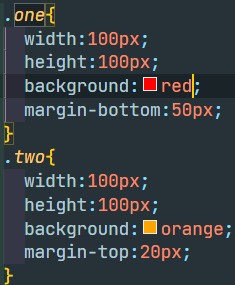 .one{
width:100px;
height:100px;
background:red;
margin-bottom:50px;
}
.two{
width:100px;
height:100px;
background:orange;
margin-top:20px;
}